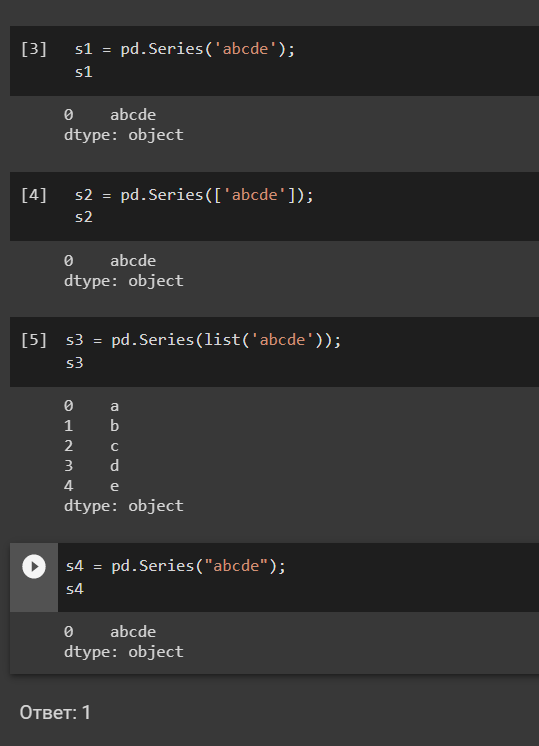 [3] s1 = pd.Series('abcde');
s1
0 abcde
dtype: object
[4] s2 = pd.Series(['abcde']);
s2
0 abcde
dtype: object
[5] s3 = pd.Series(list('abcde'));
s3
0 a
1 b
2 c
3 d
4 e
dtype: object
s4 = pd.Series("abcde");
s4
0 abcde
dtype: object
Ответ: 1